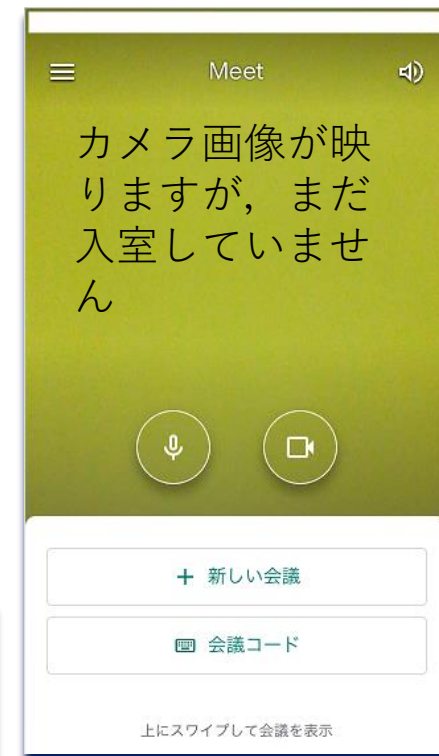 Meet
カメラ画像が映
りますが，まだ
入室していませ
ん
新しい会議
会議コード
上にスワイプして会議を表示